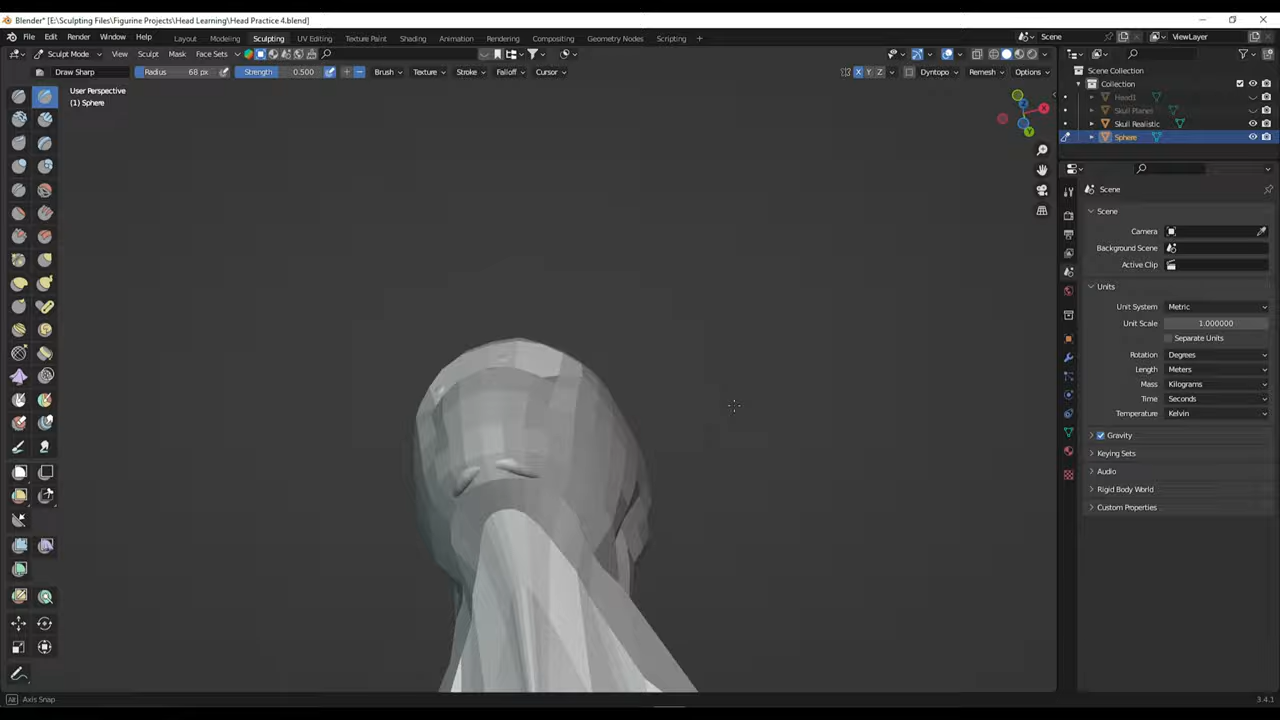 Blender* [E:\Sculpting Files\Figurine Projects\Head Learning\Head Practice 4.blend]
File Edit Render Window Help Layout Modeling Sculpting UV Editing Texture Paint Shading Animation Rendering Compositing Geometry Nodes Scripting + Scene ViewLayer
Sculpt Mode View Sculpt Mask Face Sets
Draw Sharp Radius 68 px Strength 0.500 + − Brush Texture Stroke Falloff Cursor X Y Z Dyntopo Remesh Options
User Perspective
(1) Sphere
X
Y
Z
Scene Collection
Collection
Head1
Skull Planes
Skull Realistic
Sphere
Scene
Scene
Camera
Background Scene
Active Clip
Units
Unit System Metric
Unit Scale 1.000000
Separate Units
Rotation Degrees
Length Meters
Mass Kilograms
Time Seconds
Temperature Kelvin
Gravity
Keying Sets
Audio
Rigid Body World
Custom Properties
Alt Axis Snap
3.4.1